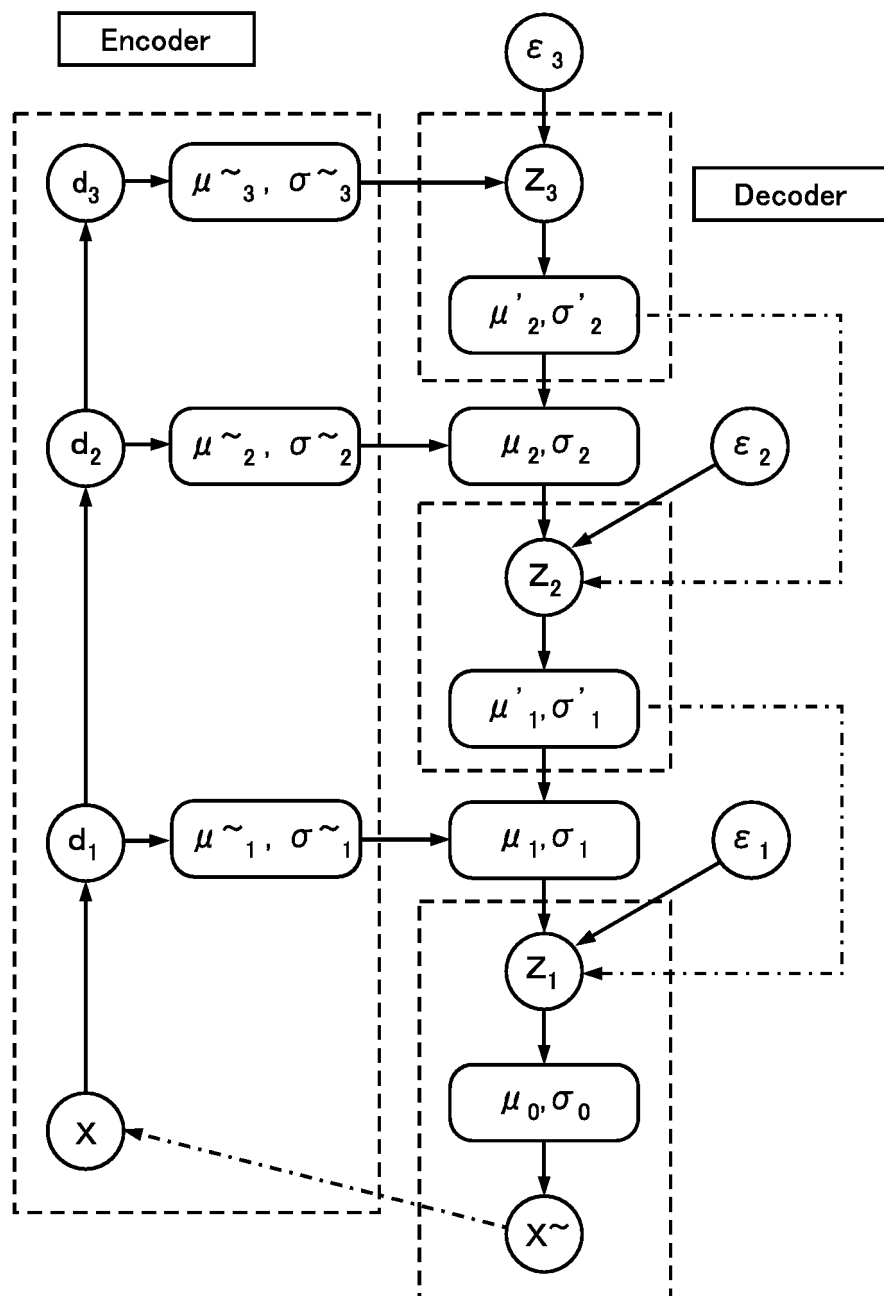 Encoder
ε3
d3
μ~3, σ~3
Z3
Decoder
μ'2,σ'2
d2
μ~2, σ~2
μ2,σ2
ε2
Z2
μ'1,σ'1
d1
μ~1, σ~1
μ1,σ1
ε1
Z1
μ0,σ0
X
X~